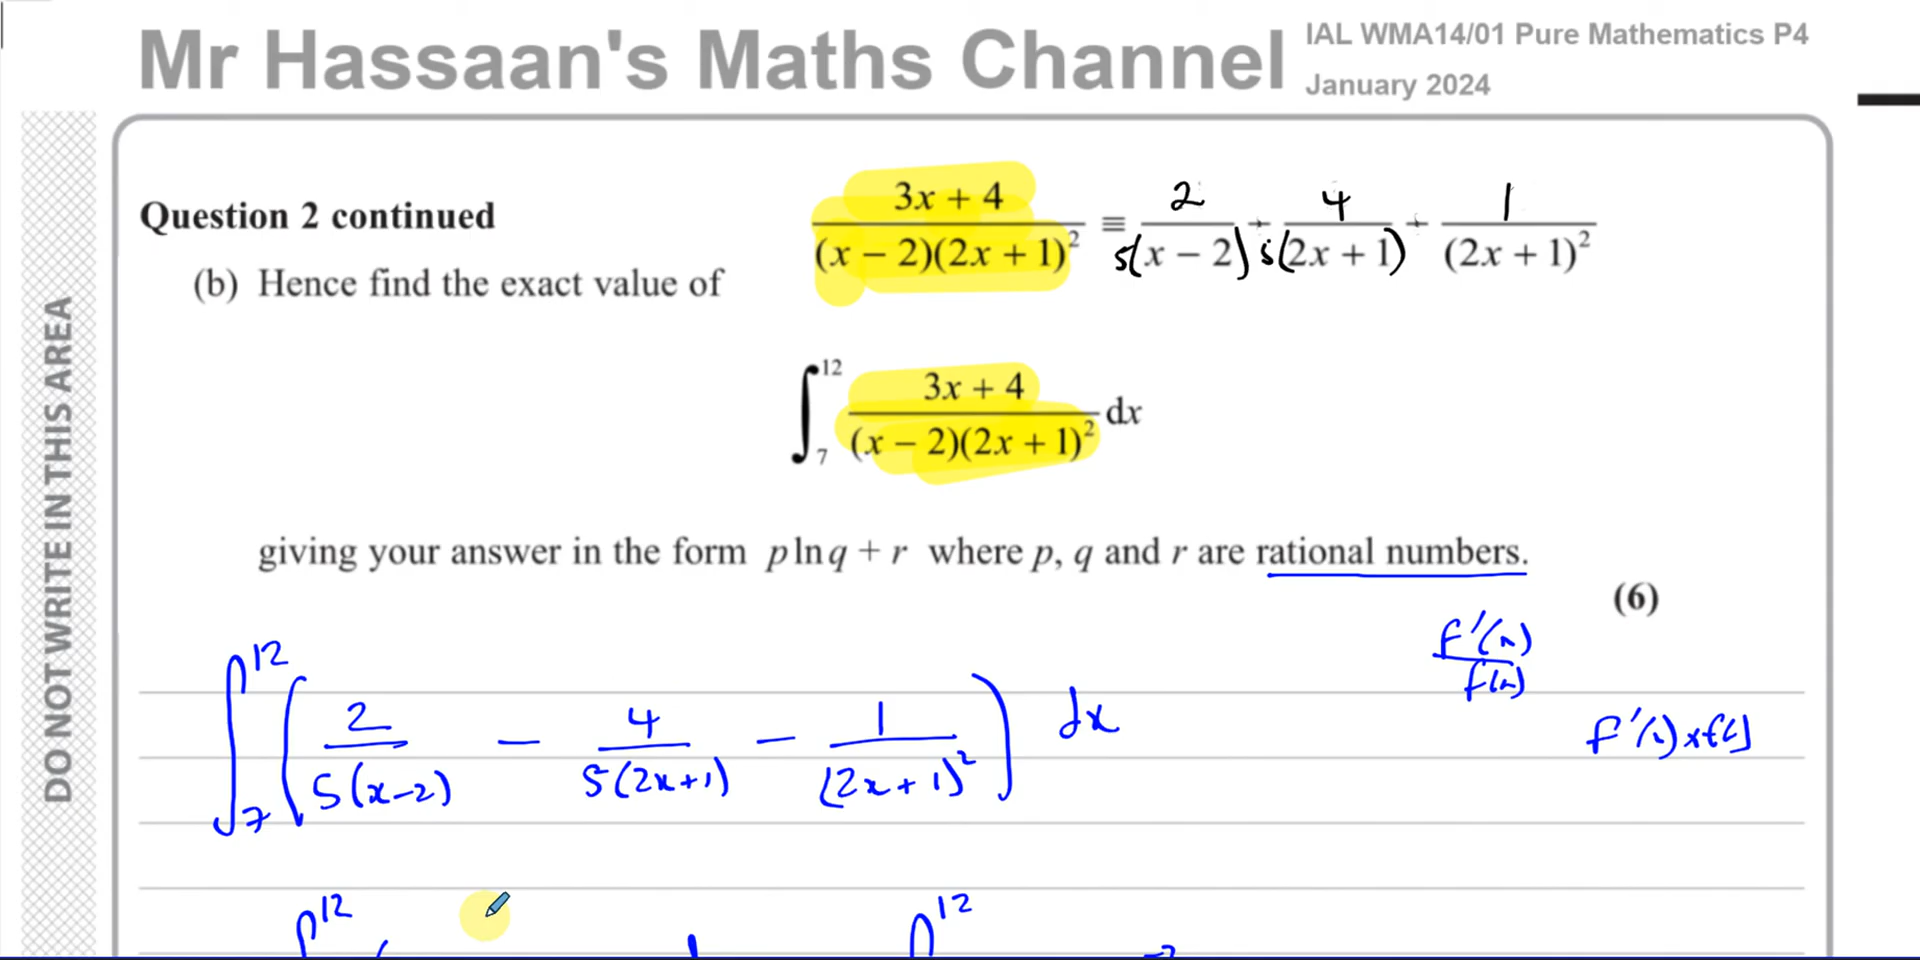 Mr Hassaan's Maths Channel
IAL WMA14/01 Pure Mathematics P4
January 2024
DO NOT WRITE IN THIS AREA
Question 2 continued
(3x + 4)/((x − 2)(2x + 1)²) ≡ 2/(5(x − 2)) − 4/(5(2x + 1)) − 1/(2x + 1)²
(b) Hence find the exact value of
∫₇¹² (3x + 4)/((x − 2)(2x + 1)²) dx
giving your answer in the form p ln q + r where p, q and r are rational numbers.
(6)
f'(x)/f(x)
f'(x) × f(x)
∫₇¹² (2/(5(x−2)) − 4/(5(2x+1)) − 1/(2x+1)²) dx
12
12